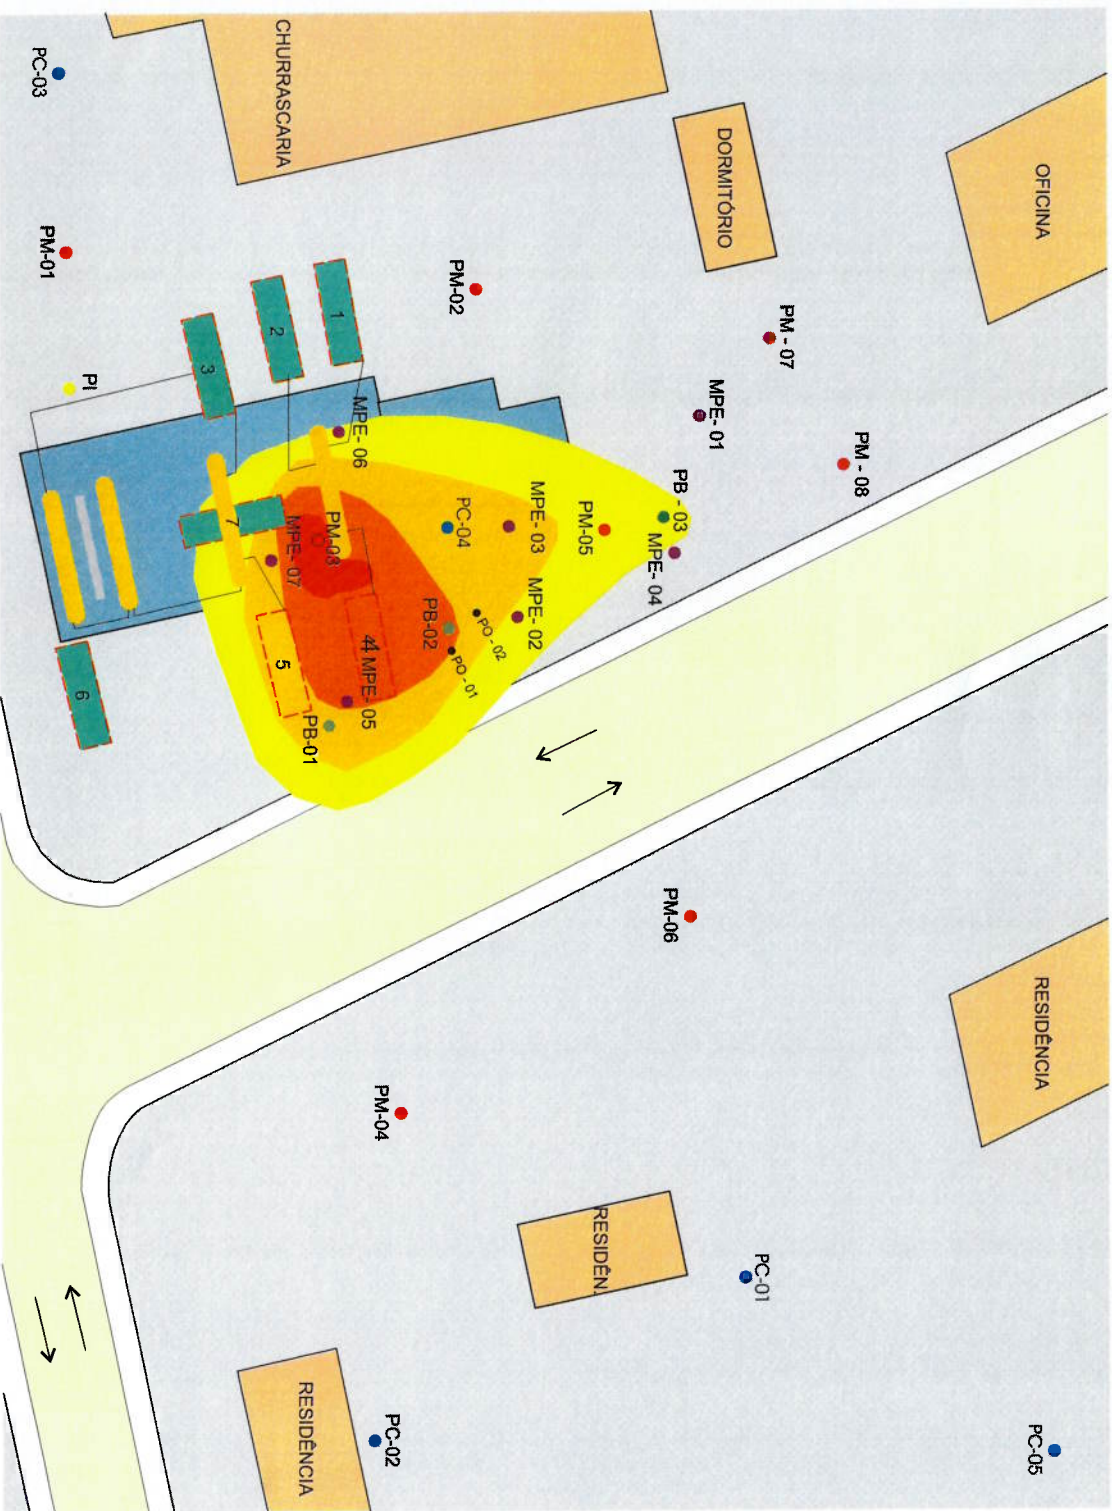 OFICINA
DORMITÓRIO
CHURRASCARIA
PC-03
PM-01
PM-02
PM - 07
MPE- 01
PM - 08
PI
1
2
3
MPE- 06
PB - 03
MPE- 04
PM-05
MPE- 03
PC-04
MPE- 02
PM-03
MPE- 07
7
PO - 02
PB-02
PO - 01
4
MPE- 05
5
PB-01
6
PM-06
RESIDÊNCIA
PM-04
RESIDÊN.
PC-01
RESIDÊNCIA
PC-02
PC-05